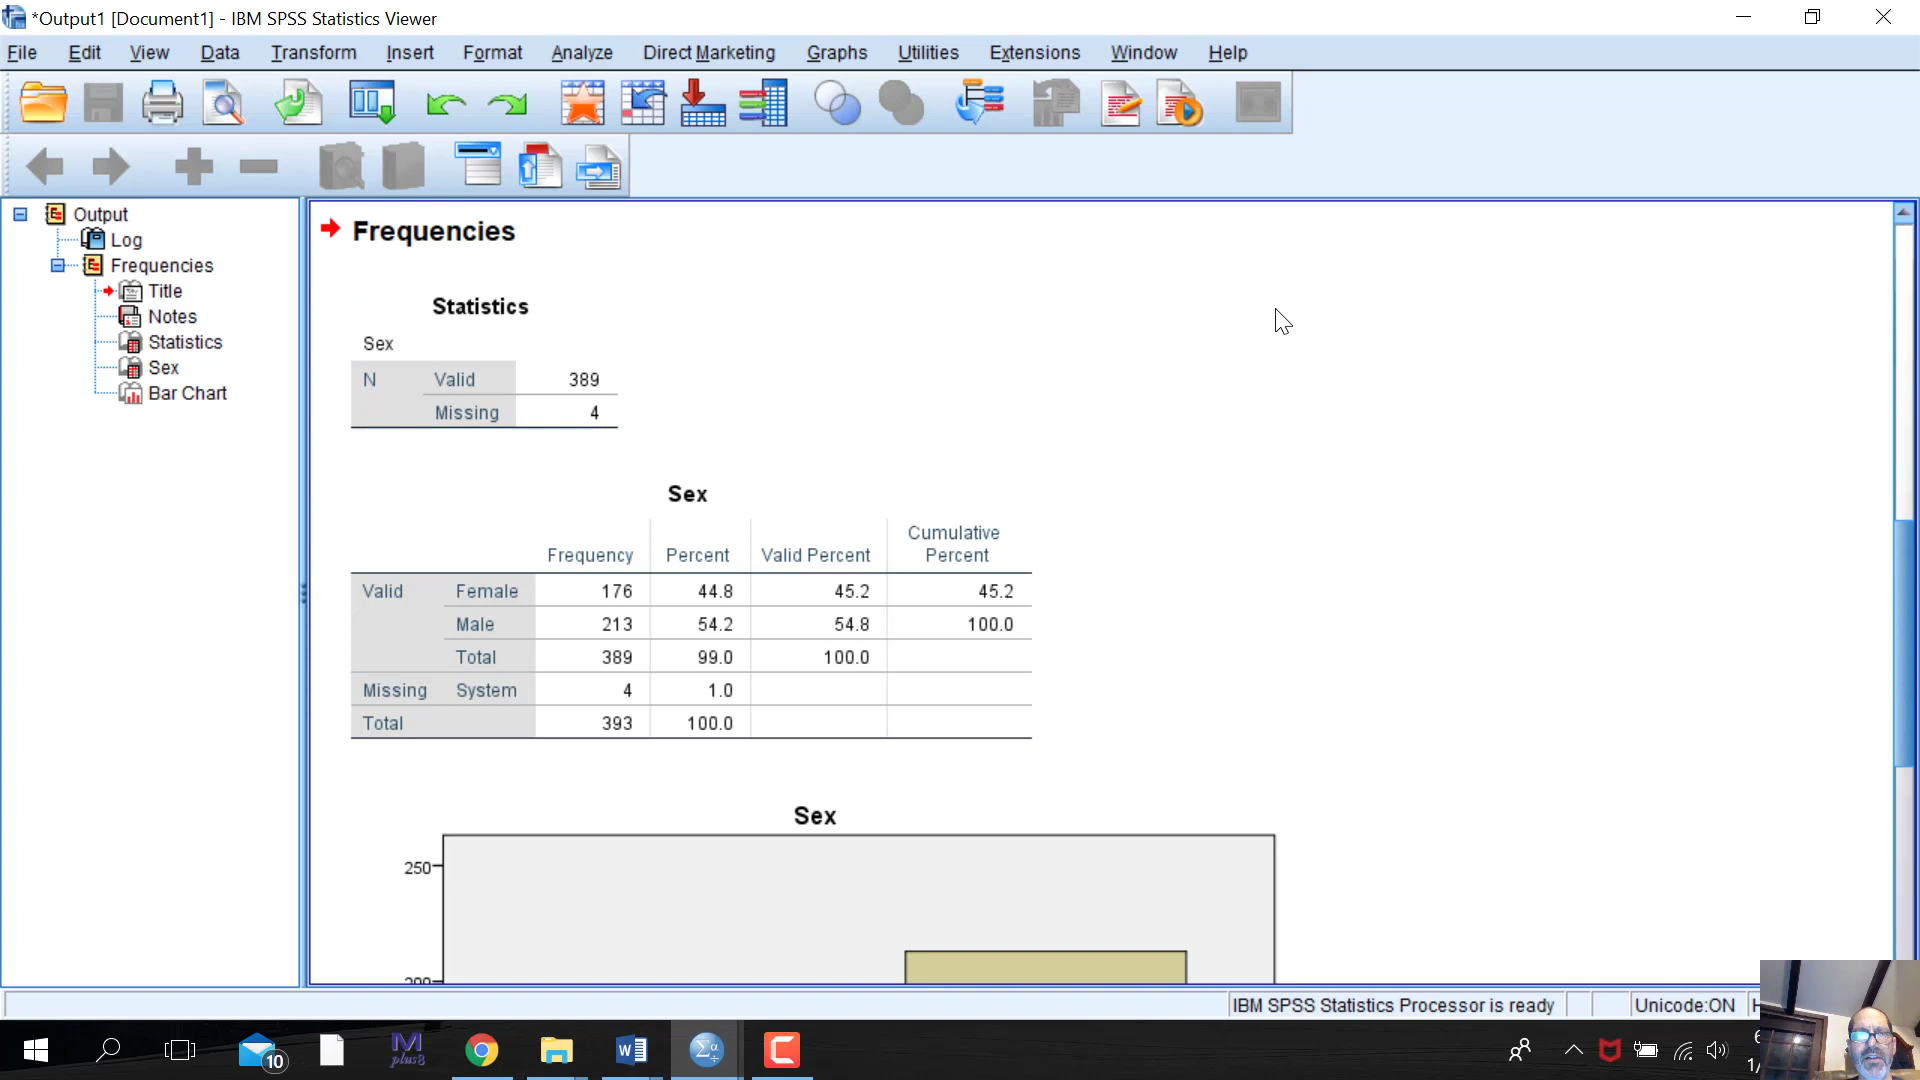 *Output1 [Document1] - IBM SPSS Statistics Viewer
File Edit View Data Transform Insert Format Analyze Direct Marketing Graphs Utilities Extensions Window Help
Output
Log
Frequencies
Title
Notes
Statistics
Sex
Bar Chart
Frequencies
Statistics
Sex
N Valid 389
Missing 4
Sex
Frequency Percent Valid Percent Cumulative Percent
Valid Female 176 44.8 45.2 45.2
Male 213 54.2 54.8 100.0
Total 389 99.0 100.0
Missing System 4 1.0
Total 393 100.0
Sex
250
200
IBM SPSS Statistics Processor is ready Unicode:ON
10
Mplus8